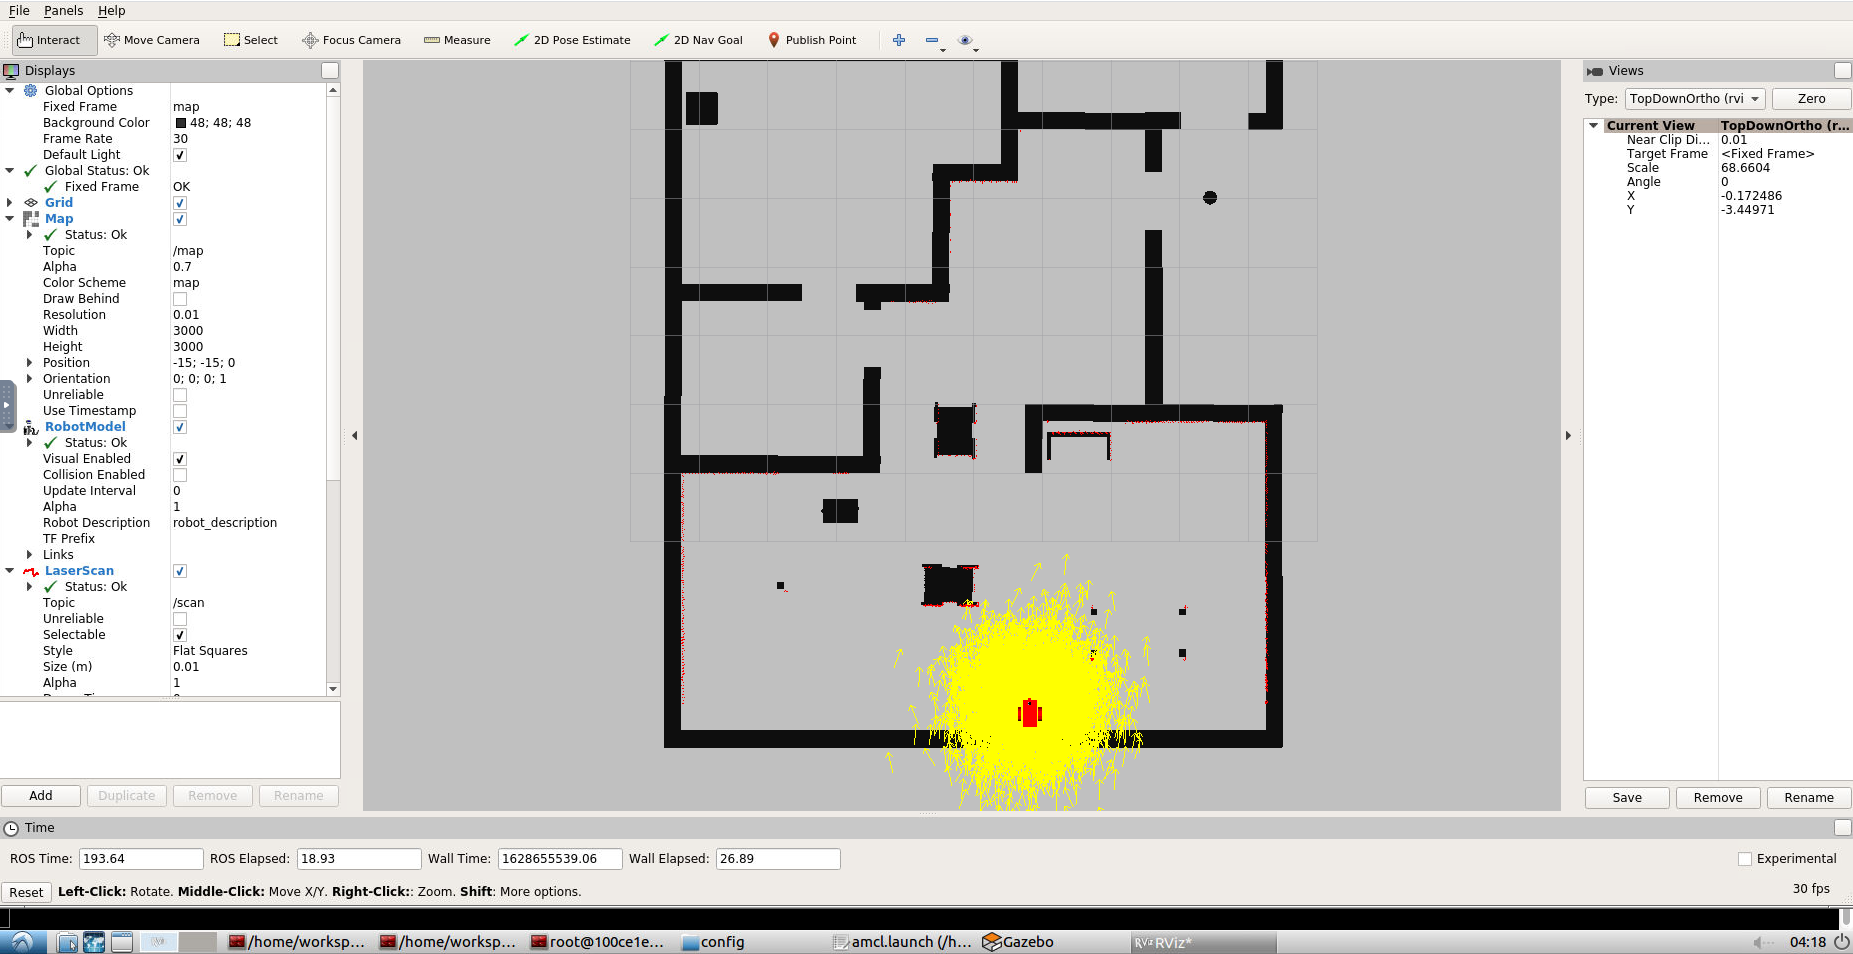 File Panels Help
Interact Move Camera Select Focus Camera Measure 2D Pose Estimate 2D Nav Goal Publish Point
Displays
Global Options
Fixed Frame map
Background Color 48; 48; 48
Frame Rate 30
Default Light
Global Status: Ok
Fixed Frame OK
Grid
Map
Status: Ok
Topic /map
Alpha 0.7
Color Scheme map
Draw Behind
Resolution 0.01
Width 3000
Height 3000
Position -15; -15; 0
Orientation 0; 0; 0; 1
Unreliable
Use Timestamp
RobotModel
Status: Ok
Visual Enabled
Collision Enabled
Update Interval 0
Alpha 1
Robot Description robot_description
TF Prefix
Links
LaserScan
Status: Ok
Topic /scan
Unreliable
Selectable
Style Flat Squares
Size (m) 0.01
Alpha 1
Add Duplicate Remove Rename
Views
Type: TopDownOrtho (rvi Zero
Current View TopDownOrtho (r...
Near Clip Di... 0.01
Target Frame <Fixed Frame>
Scale 68.6604
Angle 0
X -0.172486
Y -3.44971
Save Remove Rename
Time
ROS Time: 193.64 ROS Elapsed: 18.93 Wall Time: 1628655539.06 Wall Elapsed: 26.89 Experimental
Reset Left-Click: Rotate. Middle-Click: Move X/Y. Right-Click:: Zoom. Shift: More options. 30 fps
/home/worksp... /home/worksp... root@100ce1e... config amcl.launch (/h... Gazebo RViz* 04:18